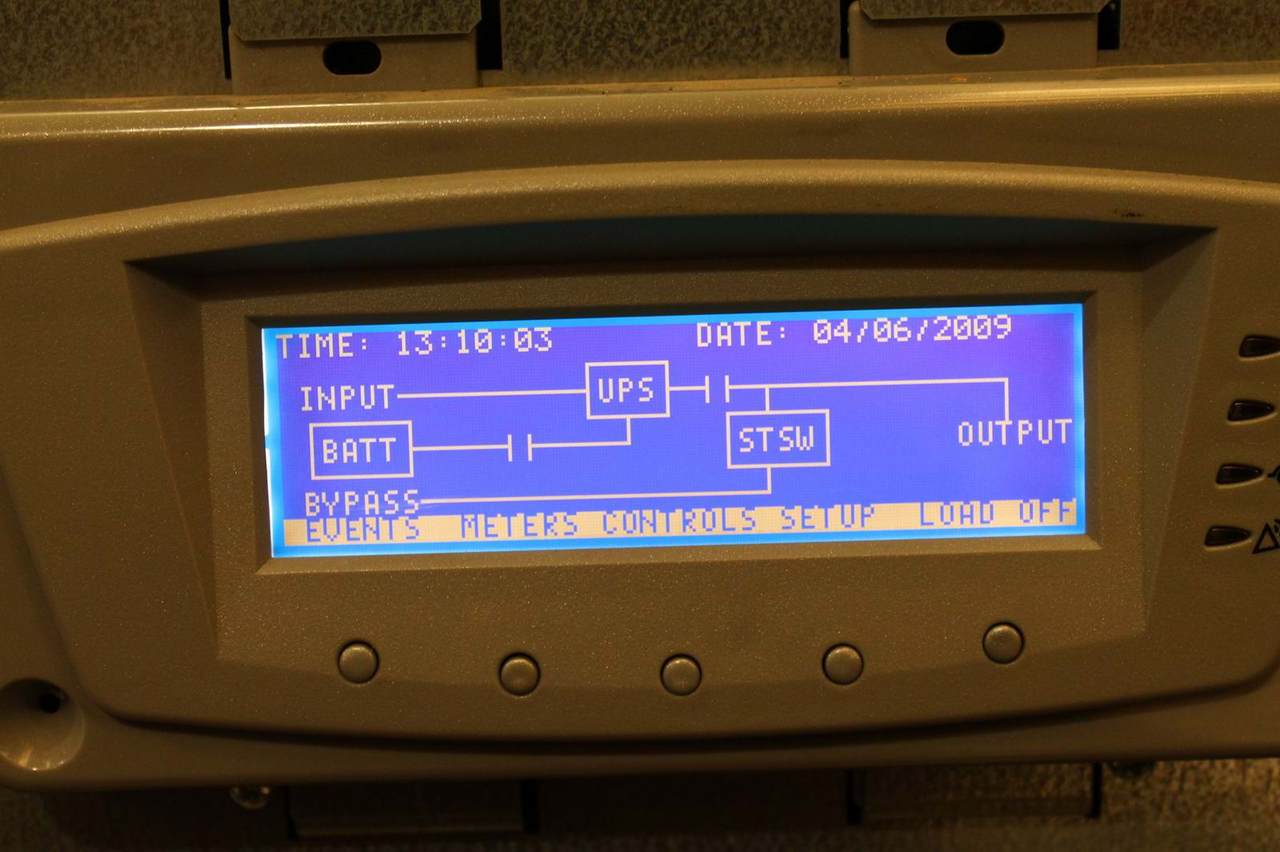 TIME: 13:10:03 DATE: 04/06/2009
INPUT UPS
BATT STSW OUTPUT
BYPASS
EVENTS METERS CONTROLS SETUP LOAD OFF